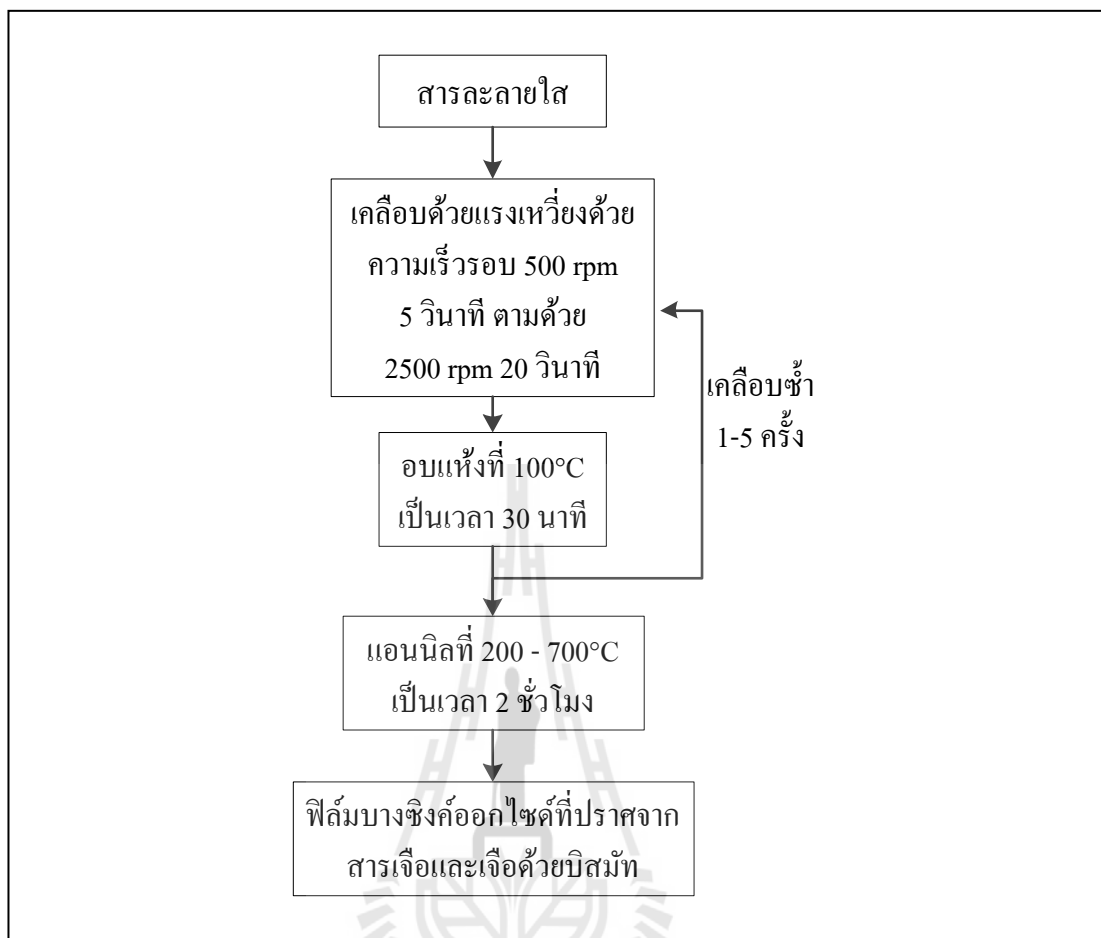 สารละลายใส
เคลือบด้วยแรงเหวี่ยงด้วย
ความเร็วรอบ 500 rpm
5 วินาที ตามด้วย
2500 rpm 20 วินาที
เคลือบซ้ำ
1-5 ครั้ง
อบแห้งที่ 100°C
เป็นเวลา 30 นาที
แอนนิลที่ 200 - 700°C
เป็นเวลา 2 ชั่วโมง
ฟิล์มบางซิงค์ออกไซด์ที่ปราศจาก
สารเจือและเจือด้วยบิสมัท